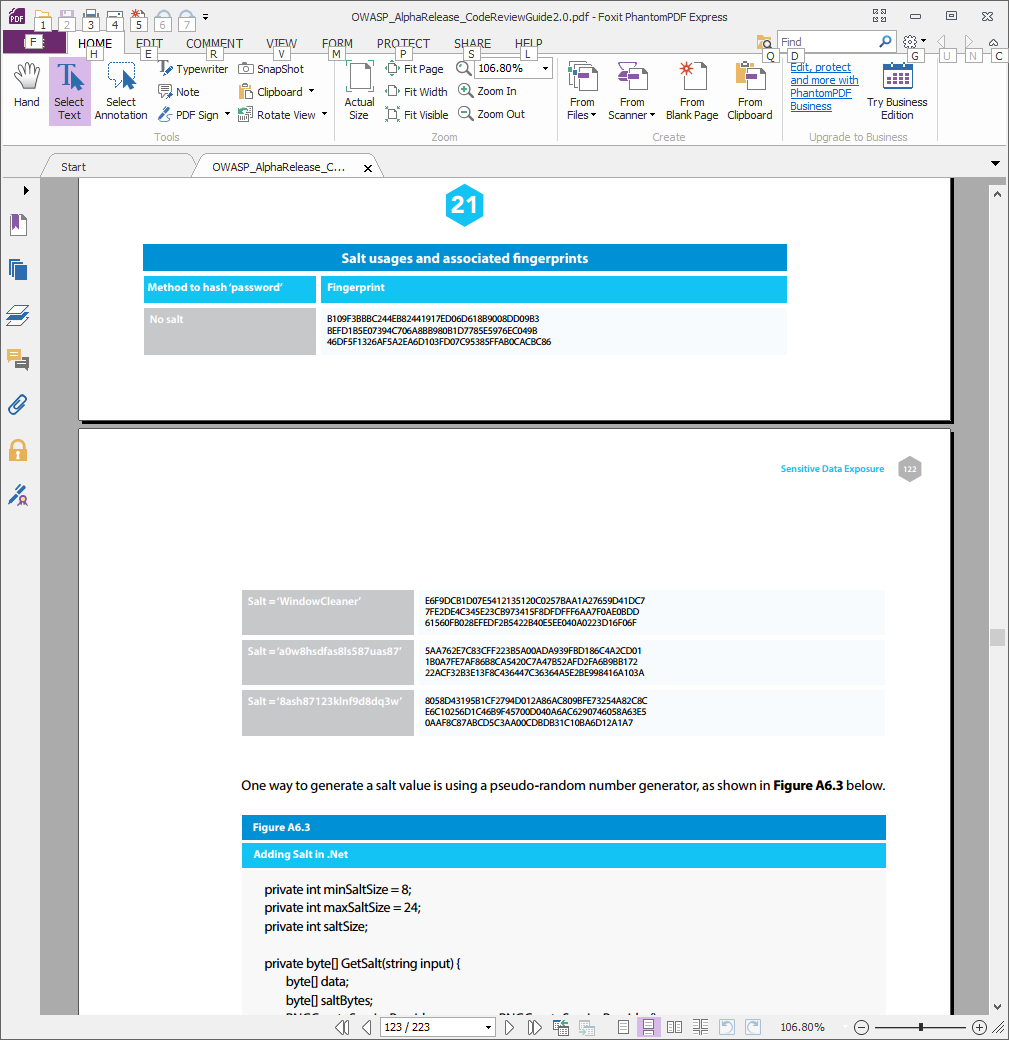 OWASP_AlphaRelease_CodeReviewGuide2.0.pdf - Foxit PhantomPDF Express
PDF
1 2 3 4 5 6 7
F HOME EDIT COMMENT VIEW FORM PROTECT SHARE HELP
Find
H E R V M P S L Q D G U N C
Hand
Select Text
Select Annotation
Typewriter
Note
PDF Sign
SnapShot
Clipboard
Rotate View
Tools
Actual Size
Fit Page
Fit Width
Fit Visible
106.80%
Zoom In
Zoom Out
Zoom
From Files
From Scanner
From Blank Page
From Clipboard
Create
Edit, protect
and more with
PhantomPDF
Business
Try Business Edition
Upgrade to Business
Start
OWASP_AlphaRelease_C...
21
Salt usages and associated fingerprints
Method to hash ‘password’ Fingerprint
No salt
B109F3BBBC244EB82441917ED06D618B9008DD09B3
BEFD1B5E07394C706A8BB980B1D7785E5976EC049B
46DF5F1326AF5A2EA6D103FD07C95385FFAB0CACBC86
Sensitive Data Exposure 122
Salt = ‘WindowCleaner’
E6F9DCB1D07E5412135120C0257BAA1A27659D41DC7
7FE2DE4C345E23CB973415F8DFDFFF6AA7F0AE0BDD
61560FB028EFEDF2B5422B40E5EE040A0223D16F06F
Salt = ‘a0w8hsdfas8ls587uas87’
5AA762E7C83CFF223B5A00ADA939FBD186C4A2CD01
1B0A7FE7AF86B8CA5420C7A47B52AFD2FA6B9BB172
22ACF32B3E13F8C436447C36364A5E2BE998416A103A
Salt = ‘8ash87123klnf9d8dq3w’
8058D43195B1CF2794D012A86AC809BFE73254A82C8C
E6C10256D1C46B9F45700D040A6AC6290746058A63E5
0AAF8C87ABCD5C3AA00CDBDB31C10BA6D12A1A7
One way to generate a salt value is using a pseudo-random number generator, as shown in Figure A6.3 below.
Figure A6.3
Adding Salt in .Net
private int minSaltSize = 8;
private int maxSaltSize = 24;
private int saltSize;
private byte[] GetSalt(string input) {
byte[] data;
byte[] saltBytes;
123 / 223
106.80%